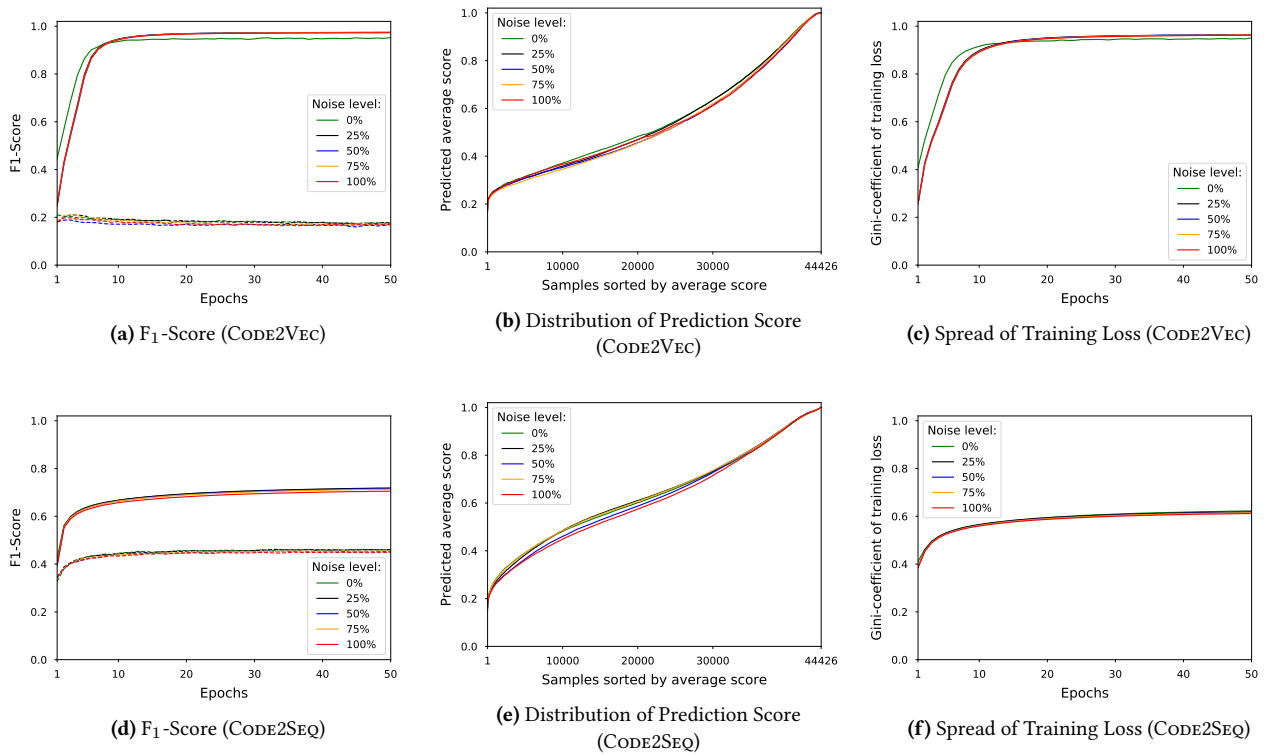 F1-Score
1.0
0.8
0.6
0.4
0.2
0.0
Noise level:
0%
25%
50%
75%
100%
1 10 20 30 40 50
Epochs
(a) F1-Score (Code2Vec)
Predicted average score
1.0
0.8
0.6
0.4
0.2
0.0
Noise level:
0%
25%
50%
75%
100%
1 10000 20000 30000 44426
Samples sorted by average score
(b) Distribution of Prediction Score
(Code2Vec)
Gini-coefficient of training loss
1.0
0.8
0.6
0.4
0.2
0.0
Noise level:
0%
25%
50%
75%
100%
1 10 20 30 40 50
Epochs
(c) Spread of Training Loss (Code2Vec)
F1-Score
1.0
0.8
0.6
0.4
0.2
0.0
Noise level:
0%
25%
50%
75%
100%
1 10 20 30 40 50
Epochs
(d) F1-Score (Code2Seq)
Predicted average score
1.0
0.8
0.6
0.4
0.2
0.0
Noise level:
0%
25%
50%
75%
100%
1 10000 20000 30000 44426
Samples sorted by average score
(e) Distribution of Prediction Score
(Code2Seq)
Gini-coefficient of training loss
1.0
0.8
0.6
0.4
0.2
0.0
Noise level:
0%
25%
50%
75%
100%
1 10 20 30 40 50
Epochs
(f) Spread of Training Loss (Code2Seq)